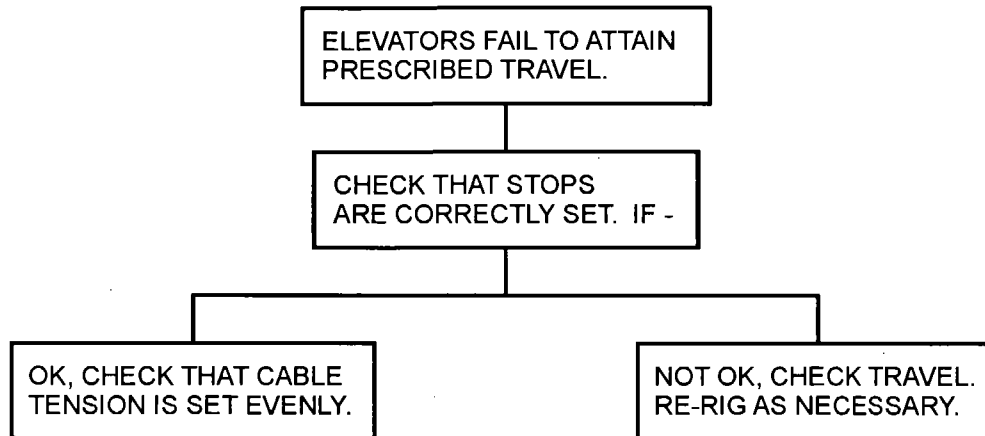 ELEVATORS FAIL TO ATTAIN
PRESCRIBED TRAVEL.
CHECK THAT STOPS
ARE CORRECTLY SET. IF -
OK, CHECK THAT CABLE
TENSION IS SET EVENLY.
NOT OK, CHECK TRAVEL.
RE-RIG AS NECESSARY.